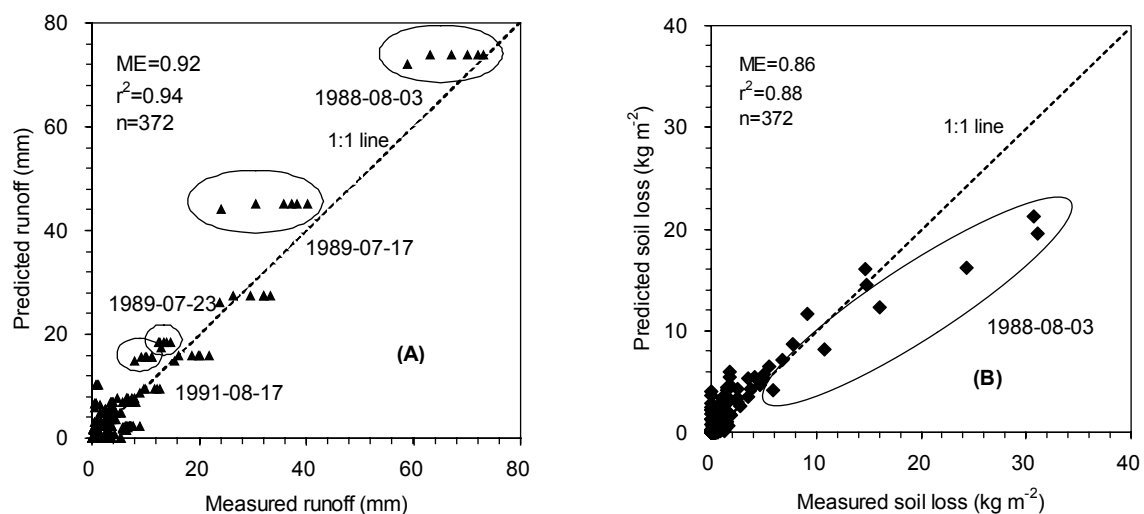 80
60
40
20
0
Predicted runoff (mm)
ME=0.92
r²=0.94
n=372
1988-08-03
1:1 line
1989-07-17
1989-07-23
(A)
1991-08-17
0 20 40 60 80
Measured runoff (mm)
40
30
20
10
0
Predicted soil loss (kg m⁻²)
ME=0.86
r²=0.88
n=372
1:1 line
1988-08-03
(B)
0 10 20 30 40
Measured soil loss (kg m⁻²)